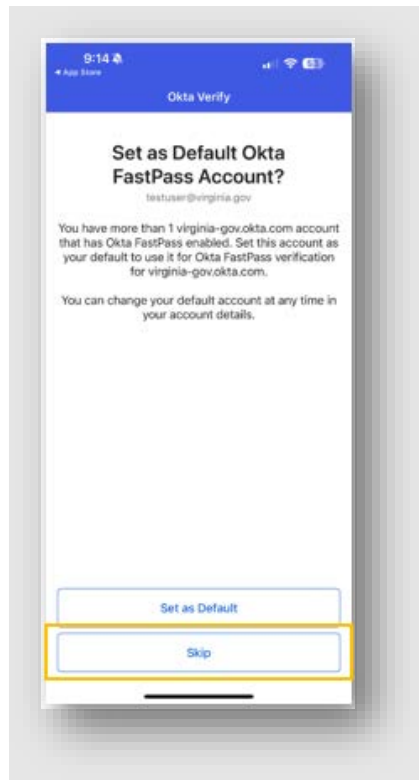 9:14
◀ App Store
Okta Verify
Set as Default Okta
FastPass Account?
testuser@virginia.gov
You have more than 1 virginia-gov.okta.com account
that has Okta FastPass enabled. Set this account as
your default to use it for Okta FastPass verification
for virginia-gov.okta.com.
You can change your default account at any time in
your account details.
Set as Default
Skip